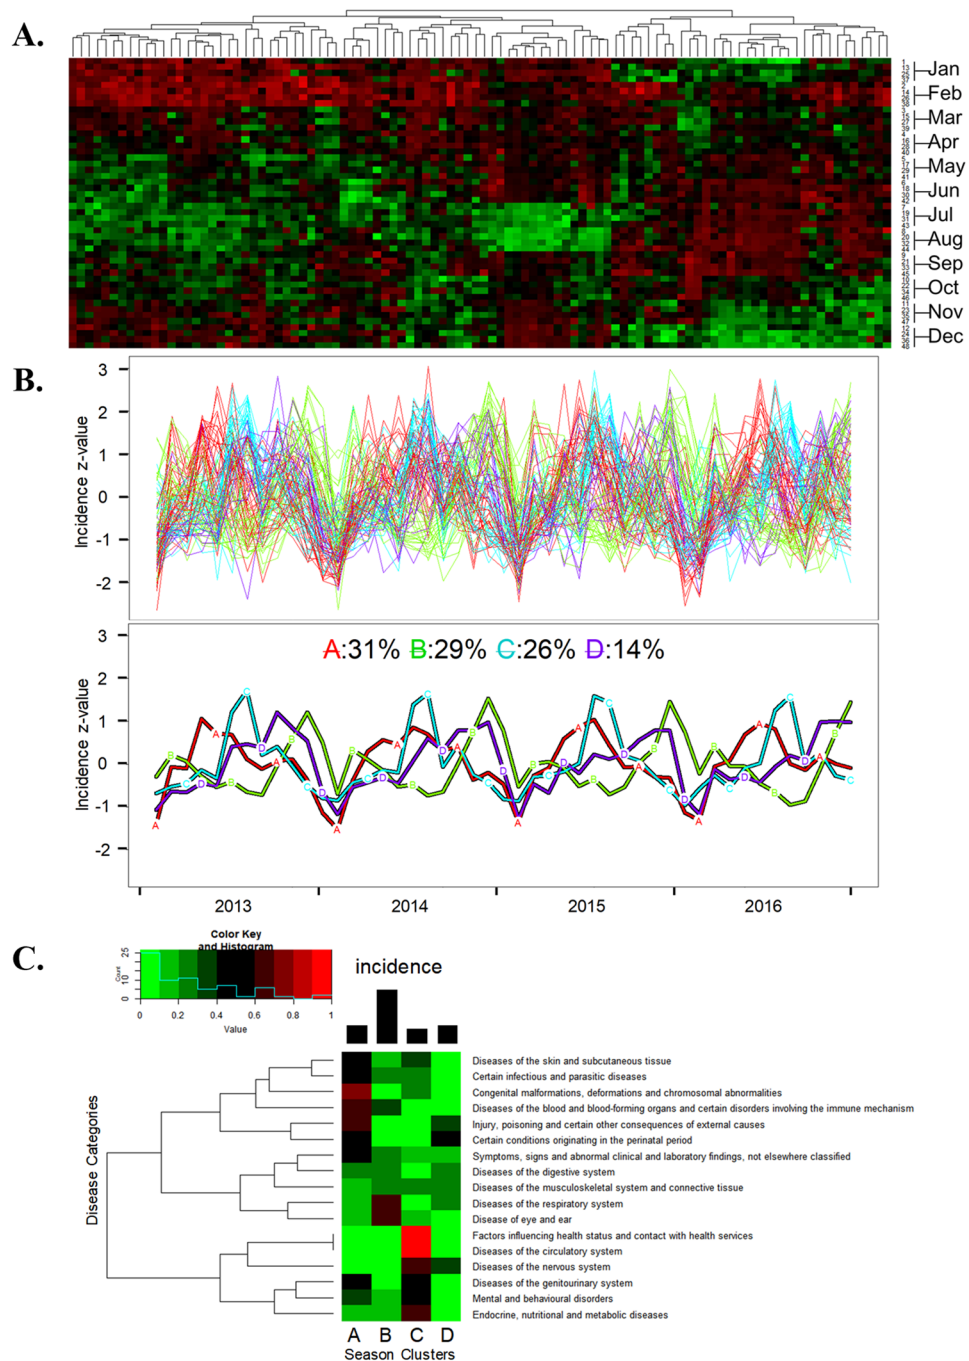 A.
Jan
Feb
Mar
Apr
May
Jun
Jul
Aug
Sep
Oct
Nov
Dec
B.
Incidence z-value
3
2
1
0
-1
-2
Incidence z-value
3
2
1
0
-1
-2
A:31% B:29% C:26% D:14%
2013 2014 2015 2016
C.
Color Key
and Histogram
Count
0 10 25
0 0.2 0.4 0.6 0.8 1
Value
incidence
Disease Categories
Diseases of the skin and subcutaneous tissue
Certain infectious and parasitic diseases
Congenital malformations, deformations and chromosomal abnormalities
Diseases of the blood and blood-forming organs and certain disorders involving the immune mechanism
Injury, poisoning and certain other consequences of external causes
Certain conditions originating in the perinatal period
Symptoms, signs and abnormal clinical and laboratory findings, not elsewhere classified
Diseases of the digestive system
Diseases of the musculoskeletal system and connective tissue
Diseases of the respiratory system
Disease of eye and ear
Factors influencing health status and contact with health services
Diseases of the circulatory system
Diseases of the nervous system
Diseases of the genitourinary system
Mental and behavioural disorders
Endocrine, nutritional and metabolic diseases
A B C D
Season Clusters